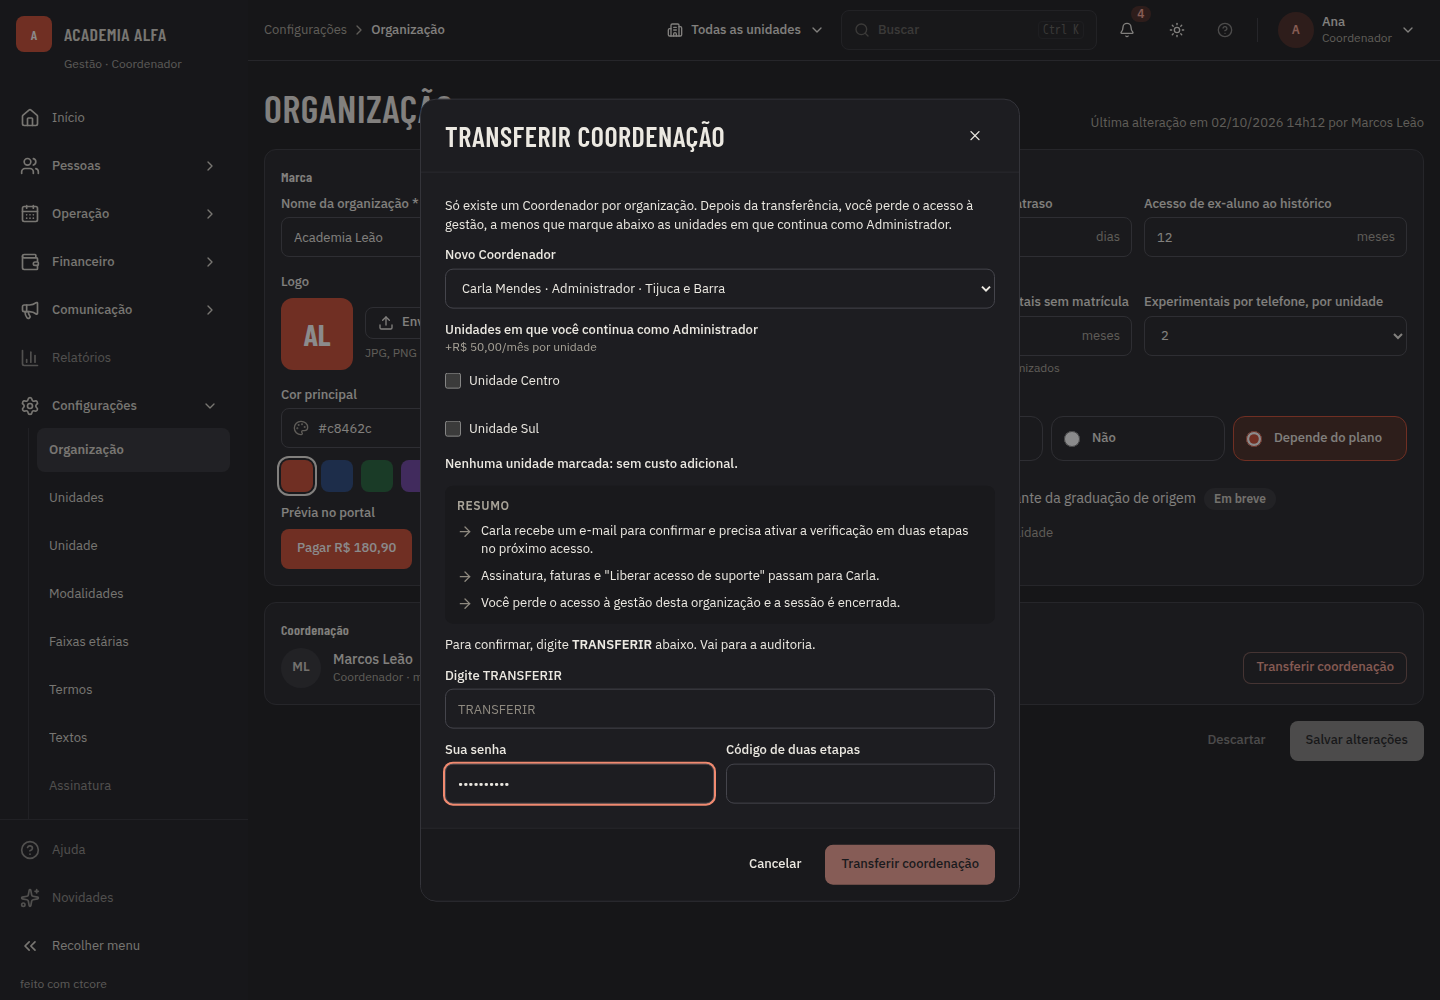 A
ACADEMIA ALFA
Gestão · Coordenador
Início
Pessoas
Operação
Financeiro
Comunicação
Relatórios
Configurações
Organização
Unidades
Unidade
Modalidades
Faixas etárias
Termos
Textos
Assinatura
Ajuda
Novidades
Recolher menu
feito com ctcore
Configurações
Organização
Todas as unidades
Buscar
Ctrl K
4
A
Ana
Coordenador
ORGANIZAÇÃO
Última alteração em 02/10/2026 14h12 por Marcos Leão
Marca
Nome da organização *
Academia Leão
Logo
AL
JPG, PNG
Cor principal
#c8462c
Prévia no portal
Pagar R$ 180,90
dias
Acesso de ex-aluno ao histórico
12
meses
sem matrícula
meses
Experimentais por telefone, por unidade
2
Não
Depende do plano
da graduação de origem
Em breve
Coordenação
ML
Marcos Leão
Coordenador ·
Transferir coordenação
Descartar
Salvar alterações
TRANSFERIR COORDENAÇÃO
Só existe um Coordenador por organização. Depois da transferência, você perde o acesso à
gestão, a menos que marque abaixo as unidades em que continua como Administrador.
Novo Coordenador
Carla Mendes · Administrador · Tijuca e Barra
Unidades em que você continua como Administrador
+R$ 50,00/mês por unidade
Unidade Centro
Unidade Sul
Nenhuma unidade marcada: sem custo adicional.
RESUMO
Carla recebe um e-mail para confirmar e precisa ativar a verificação em duas etapas
no próximo acesso.
Assinatura, faturas e "Liberar acesso de suporte" passam para Carla.
Você perde o acesso à gestão desta organização e a sessão é encerrada.
Para confirmar, digite TRANSFERIR abaixo. Vai para a auditoria.
Digite TRANSFERIR
TRANSFERIR
Sua senha
••••••••••
Código de duas etapas
Cancelar
Transferir coordenação